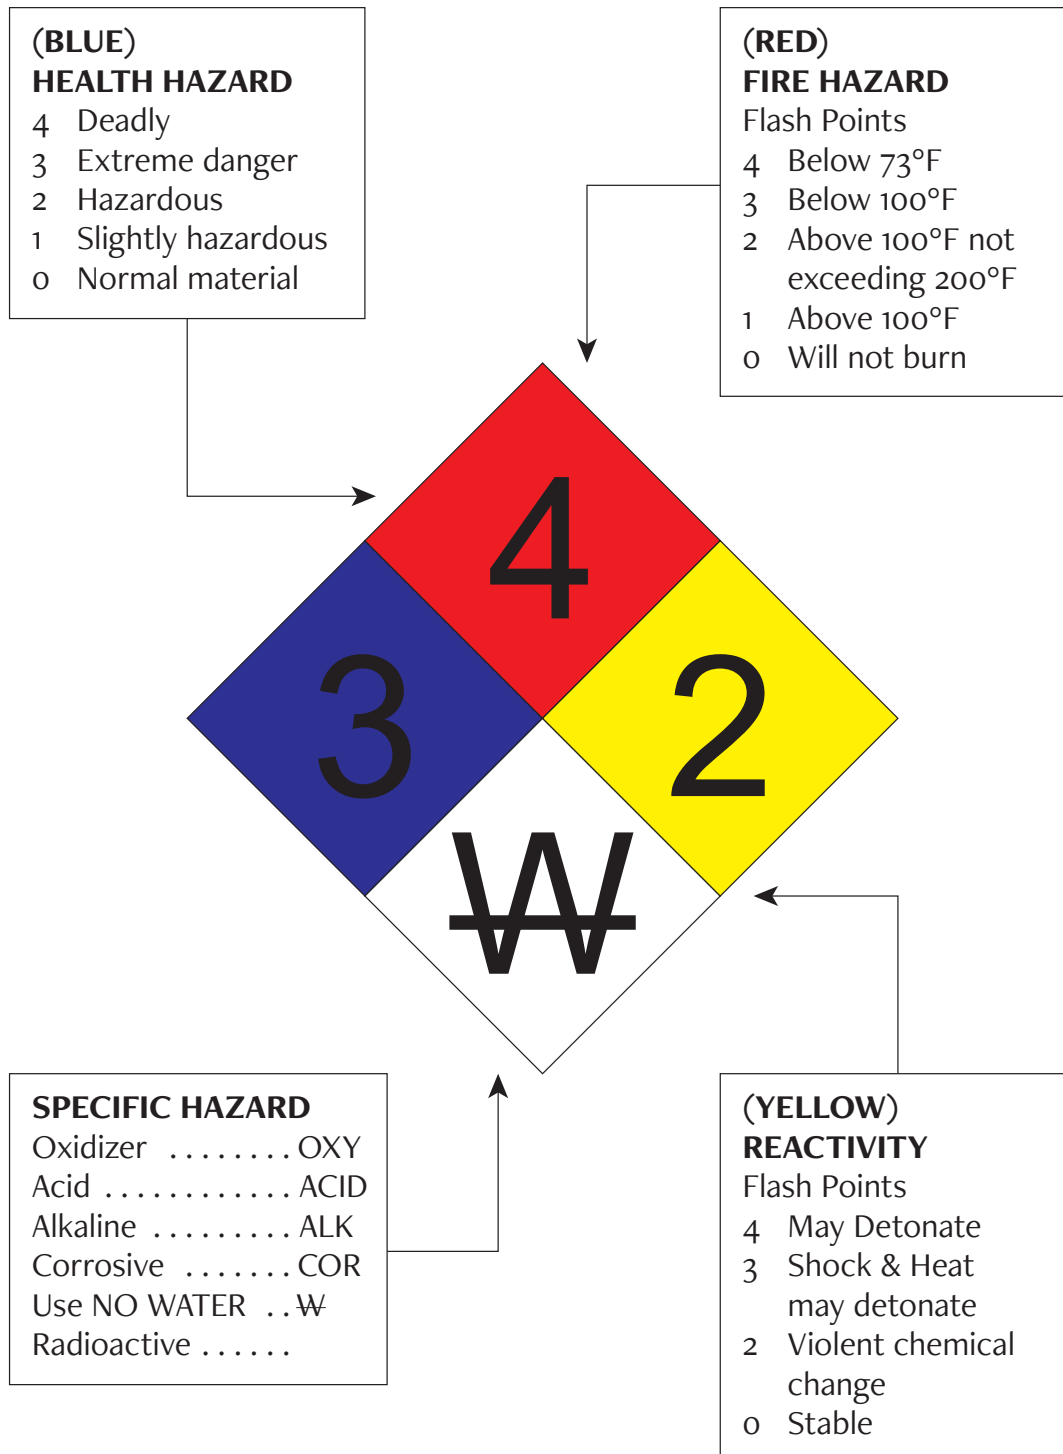 (BLUE)
HEALTH HAZARD
4 Deadly
3 Extreme danger
2 Hazardous
1 Slightly hazardous
0 Normal material
(RED)
FIRE HAZARD
Flash Points
4 Below 73°F
3 Below 100°F
2 Above 100°F not
exceeding 200°F
1 Above 100°F
0 Will not burn
4
3
2
W
SPECIFIC HAZARD
Oxidizer ........ OXY
Acid ............ ACID
Alkaline ......... ALK
Corrosive ....... COR
Use NO WATER .. W
Radioactive ......
(YELLOW)
REACTIVITY
Flash Points
4 May Detonate
3 Shock & Heat
may detonate
2 Violent chemical
change
0 Stable